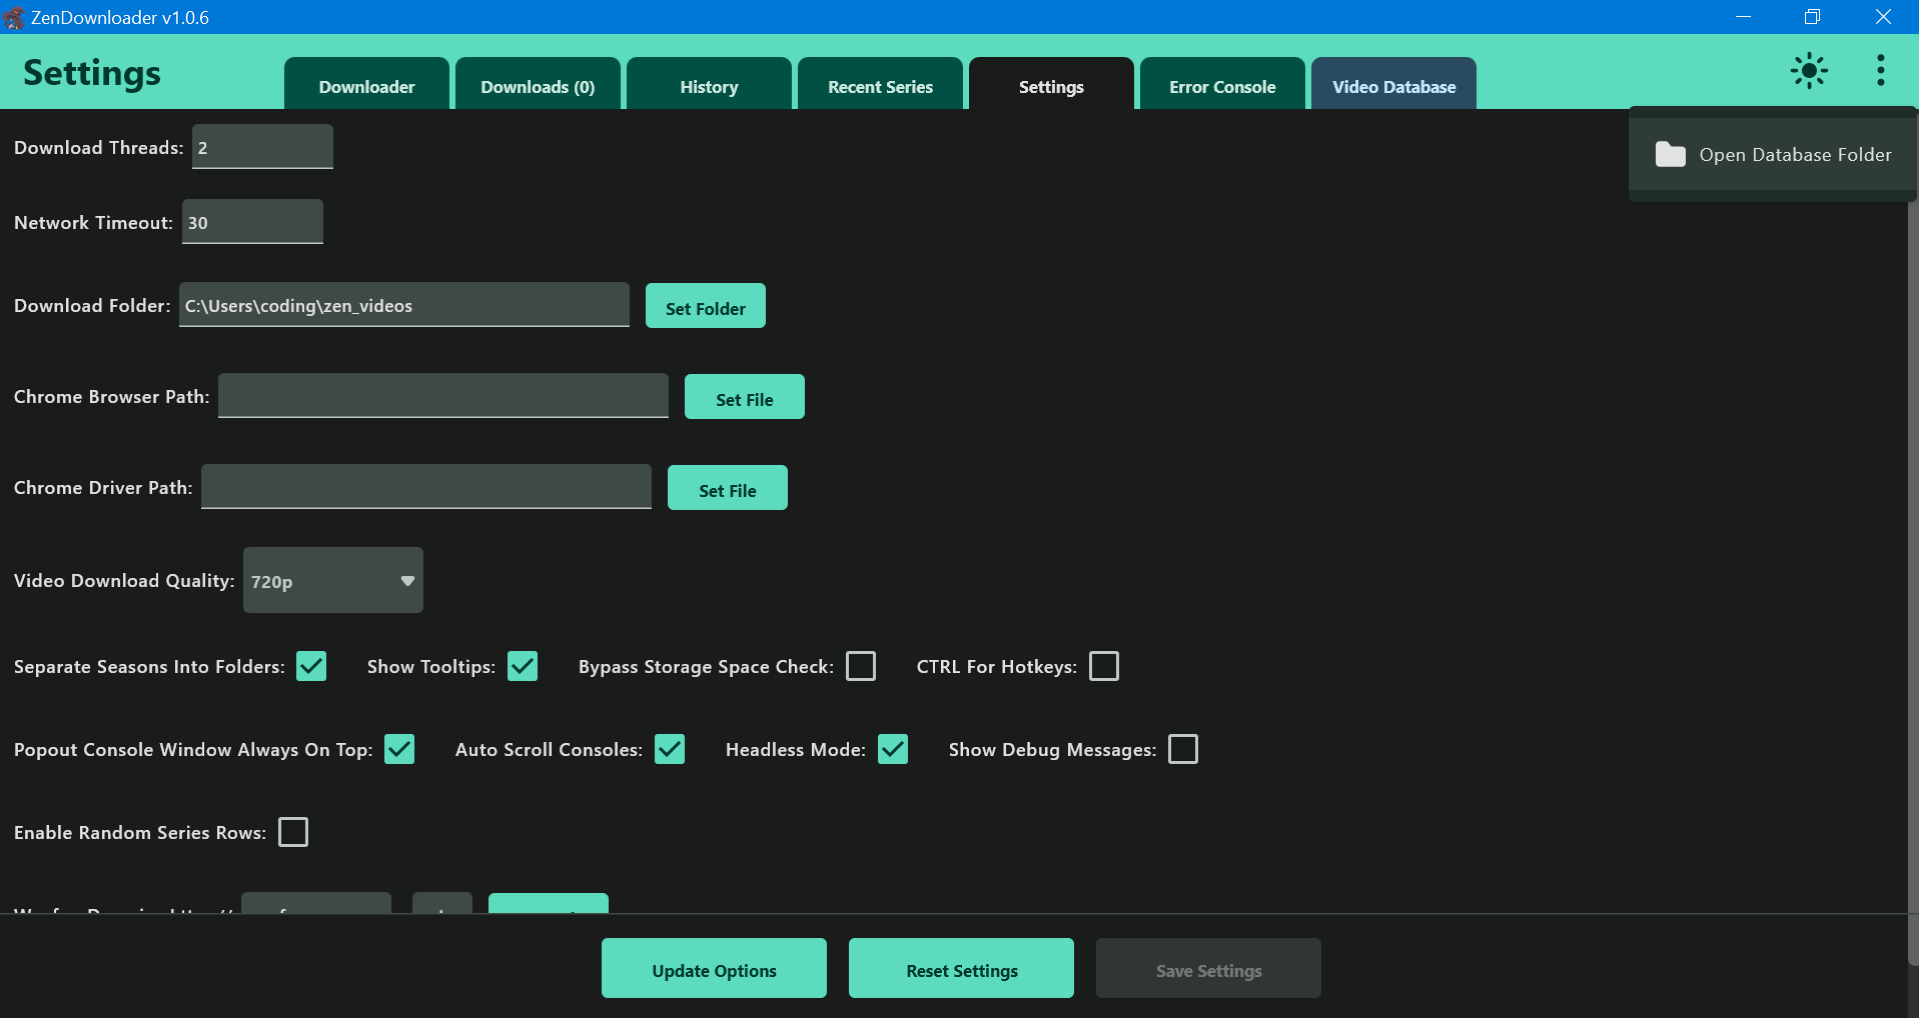 ZenDownloader v1.0.6
Settings
Downloader
Downloads (0)
History
Recent Series
Settings
Error Console
Video Database
Open Database Folder
Download Threads: 2
Network Timeout: 30
Download Folder: C:\Users\coding\zen_videos Set Folder
Chrome Browser Path: Set File
Chrome Driver Path: Set File
Video Download Quality: 720p
Separate Seasons Into Folders: Show Tooltips: Bypass Storage Space Check: CTRL For Hotkeys:
Popout Console Window Always On Top: Auto Scroll Consoles: Headless Mode: Show Debug Messages:
Enable Random Series Rows:
Update Options
Reset Settings
Save Settings